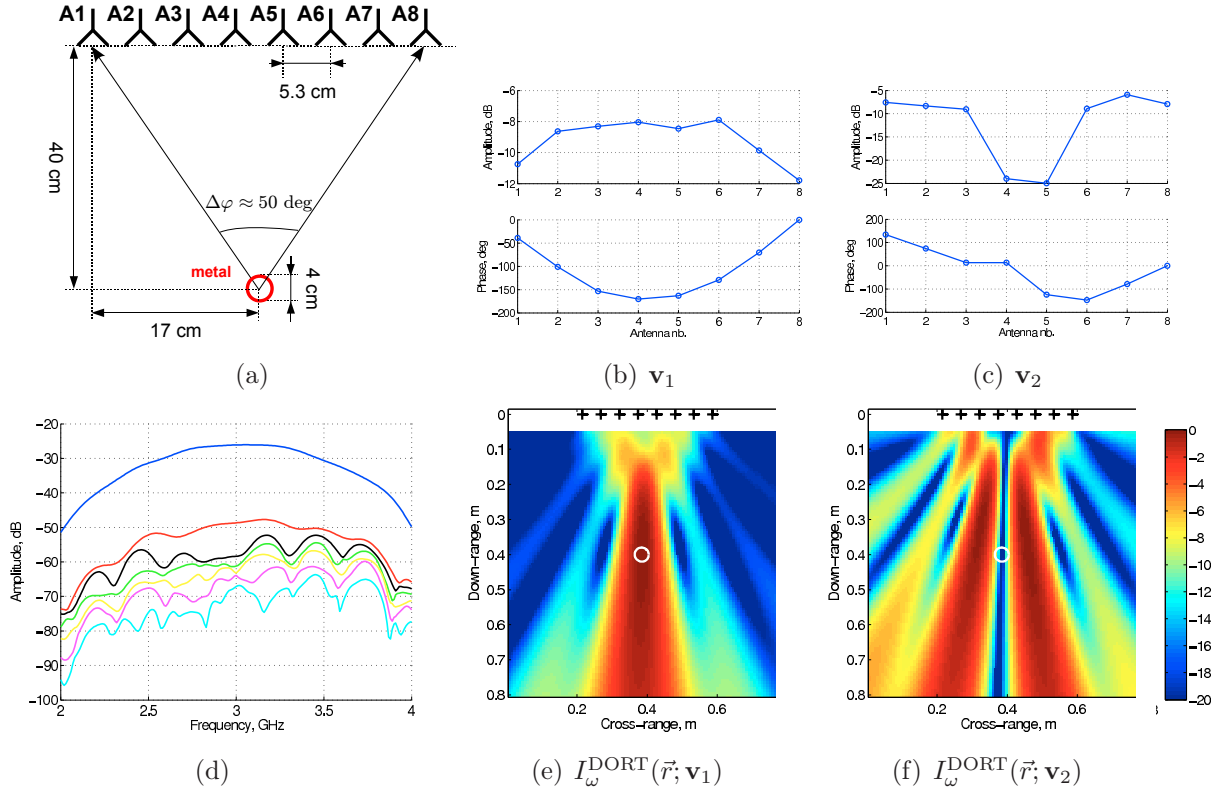 A1 A2 A3 A4 A5 A6 A7 A8
5.3 cm
40 cm
Δφ ≈ 50 deg
metal
4 cm
17 cm
(a)
Amplitude, dB
−6
−8
−10
−12
1 2 3 4 5 6 7 8
Phase, deg
0
−50
−100
−150
−200
1 2 3 4 5 6 7 8
Antenna nb.
(b) v₁
Amplitude, dB
−5
−10
−15
−20
−25
1 2 3 4 5 6 7 8
Phase, deg
200
100
0
−100
−200
1 2 3 4 5 6 7 8
Antenna nb.
(c) v₂
Amplitude, dB
−20
−30
−40
−50
−60
−70
−80
−90
−100
2 2.5 3 3.5 4
Frequency, GHz
(d)
Down−range, m
0
0.1
0.2
0.3
0.4
0.5
0.6
0.7
0.8
0.2 0.4 0.6
Cross−range, m
(e) I_ω^DORT(r⃗; v₁)
Down−range, m
0
0.1
0.2
0.3
0.4
0.5
0.6
0.7
0.8
0.2 0.4 0.6
Cross−range, m
(f) I_ω^DORT(r⃗; v₂)
0
−2
−4
−6
−8
−10
−12
−14
−16
−18
−20